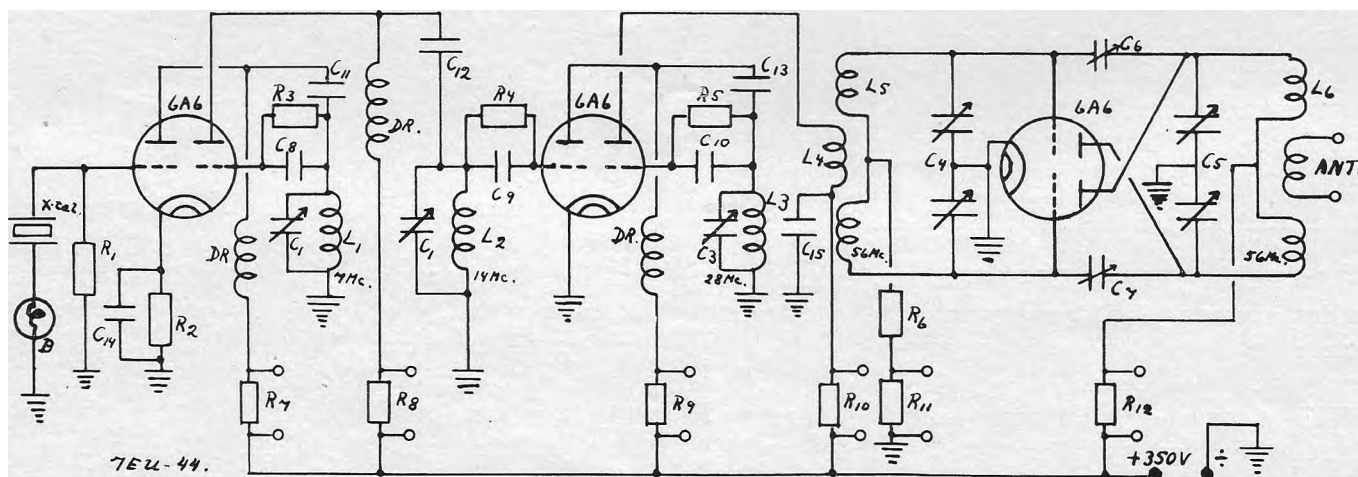 6A6
C11
R3
C8
X-tal.
R1
C1
L1
7Mc.
DR
B
C14
R2
R7
DR.
C12
R4
C9
C1
L2
14Mc.
R8
6A6
C13
R5
C10
L3
C3
28Mc.
DR.
R9
L4
C15
R10
L5
56Mc.
R6
R11
C4
6A6
C6
C7
C5
L6
ANT.
56Mc.
R12
+350V
÷
7EU-44.